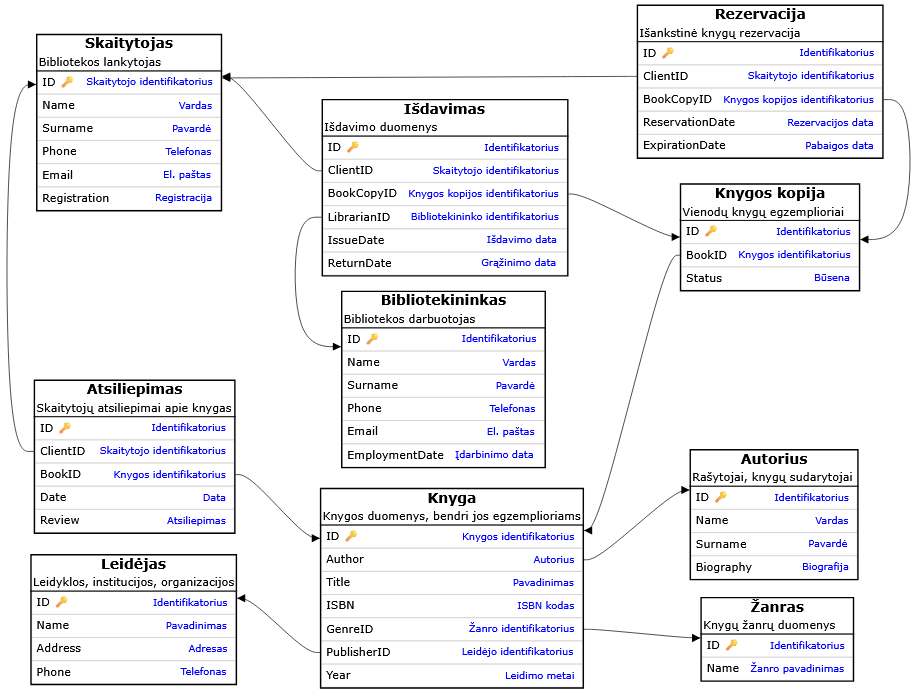 Skaitytojas
Bibliotekos lankytojas
ID Skaitytojo identifikatorius
Name Vardas
Surname Pavardė
Phone Telefonas
Email El. paštas
Registration Registracija
Išdavimas
Išdavimo duomenys
ID Identifikatorius
ClientID Skaitytojo identifikatorius
BookCopyID Knygos kopijos identifikatorius
LibrarianID Bibliotekininko identifikatorius
IssueDate Išdavimo data
ReturnDate Grąžinimo data
Rezervacija
Išankstinė knygų rezervacija
ID Identifikatorius
ClientID Skaitytojo identifikatorius
BookCopyID Knygos kopijos identifikatorius
ReservationDate Rezervacijos data
ExpirationDate Pabaigos data
Knygos kopija
Vienodų knygų egzemplioriai
ID Identifikatorius
BookID Knygos identifikatorius
Status Būsena
Bibliotekininkas
Bibliotekos darbuotojas
ID Identifikatorius
Name Vardas
Surname Pavardė
Phone Telefonas
Email El. paštas
EmploymentDate Įdarbinimo data
Atsiliepimas
Skaitytojų atsiliepimai apie knygas
ID Identifikatorius
ClientID Skaitytojo identifikatorius
BookID Knygos identifikatorius
Date Data
Review Atsiliepimas
Knyga
Knygos duomenys, bendri jos egzemplioriams
ID Knygos identifikatorius
Author Autorius
Title Pavadinimas
ISBN ISBN kodas
GenreID Žanro identifikatorius
PublisherID Leidėjo identifikatorius
Year Leidimo metai
Autorius
Rašytojai, knygų sudarytojai
ID Identifikatorius
Name Vardas
Surname Pavardė
Biography Biografija
Leidėjas
Leidyklos, institucijos, organizacijos
ID Identifikatorius
Name Pavadinimas
Address Adresas
Phone Telefonas
Žanras
Knygų žanrų duomenys
ID Identifikatorius
Name Žanro pavadinimas